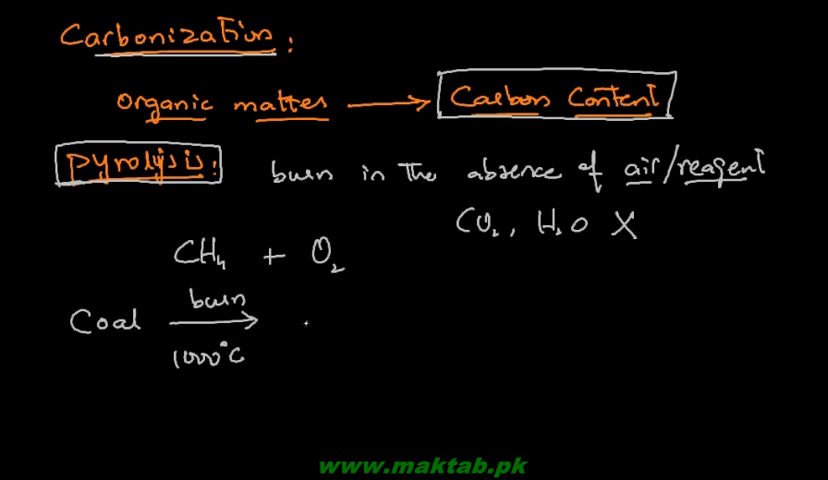 Carbonization:
Organic matter → Carbon Content
Pyrolysis: burn in the absence of air/reagent
CO₂, H₂O X
CH₄ + O₂
Coal burn → 1000°C
www.maktab.pk